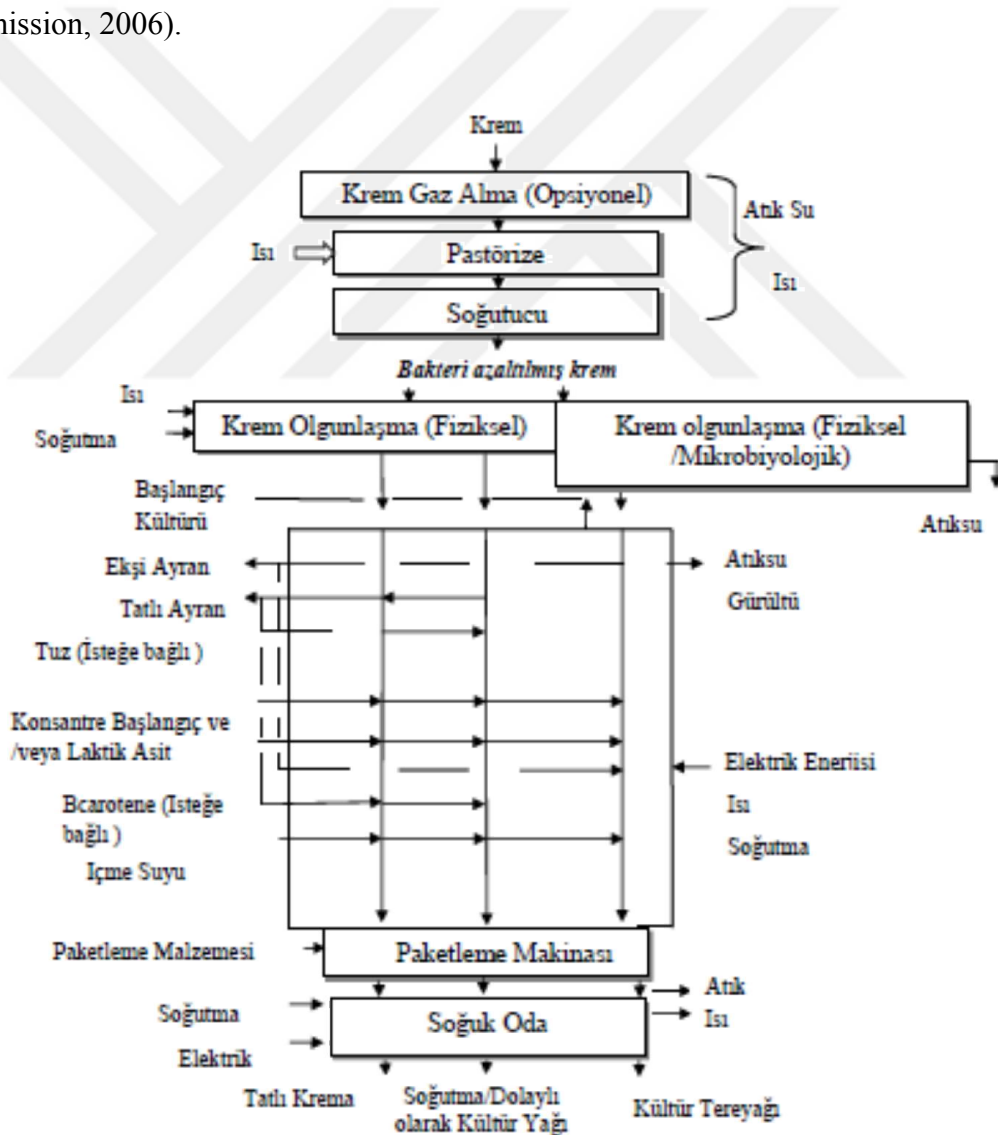 mission, 2006).
Krem
Krem Gaz Alma (Opsiyonel)
Atık Su
Isı
Pastörize
Isı
Soğutucu
Bakteri azaltılmış krem
Isı
Soğutma
Krem Olgunlaşma (Fiziksel)
Krem olgunlaşma (Fiziksel
/Mikrobiyolojik)
Başlangıç
Kültürü
Atıksu
Ekşi Ayran
Atıksu
Tatlı Ayran
Gürültü
Tuz (İsteğe bağlı )
Konsantre Başlangıç ve
/veya Laktik Asit
Elektrik Eneriisi
Bcarotene (Isteğe
bağlı )
Isı
Soğutma
Içme Suyu
Paketleme Malzemesi
Paketleme Makinası
Atık
Soğutma
Soğuk Oda
Isı
Elektrik
Tatlı Krema
Soğutma/Dolaylı
olarak Kültür Yağı
Kültür Tereyağı